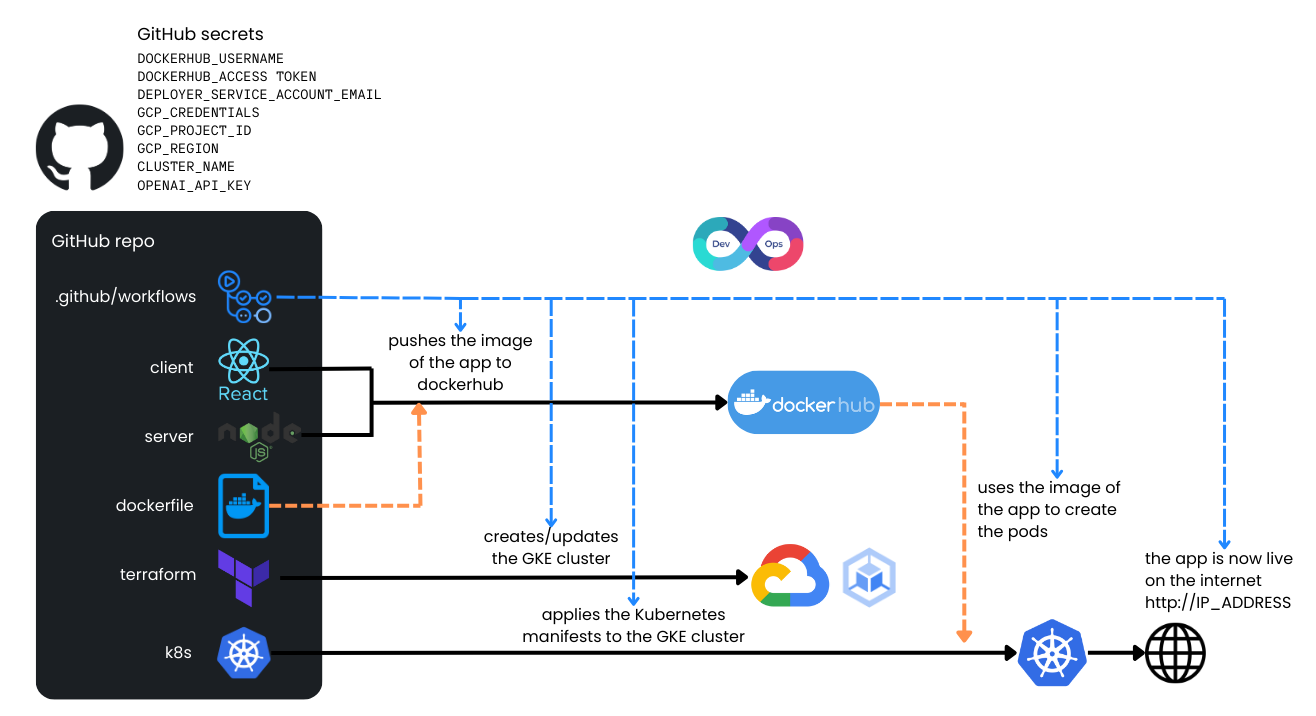 GitHub secrets
DOCKERHUB_USERNAME
DOCKERHUB_ACCESS TOKEN
DEPLOYER_SERVICE_ACCOUNT_EMAIL
GCP_CREDENTIALS
GCP_PROJECT_ID
GCP_REGION
CLUSTER_NAME
OPENAI_API_KEY
GitHub repo
Dev
Ops
.github/workflows
pushes the image
of the app to
dockerhub
client
React
docker hub
server
node
JS
uses the image of
the app to create
the pods
dockerfile
creates/updates
the GKE cluster
the app is now live
on the internet
http://IP_ADDRESS
terraform
applies the Kubernetes
manifests to the GKE cluster
k8s